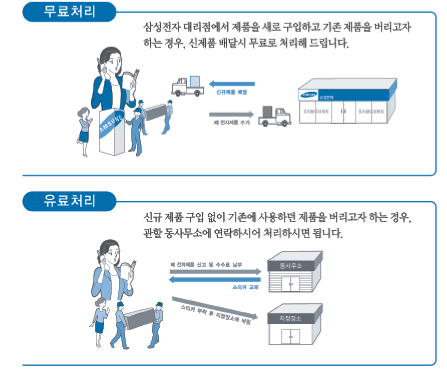 무료처리
삼성전자 대리점에서 제품을 새로 구입하고 기존 제품을 버리고자
하는 경우, 신제품 배달시 무료로 처리해 드립니다.
신규제품 배달
폐 전자제품 수거
SAMSUNG
SAMSUNG
SAMSUNG
유료처리
신규 제품 구입 없이 기존에 사용하던 제품을 버리고자 하는 경우,
관할 동사무소에 연락하시어 처리하시면 됩니다.
폐 전자제품 신고 및 수수료 납부
스티커 교부
동사무소
스티커 부착 후 지정장소에 버림
지정장소